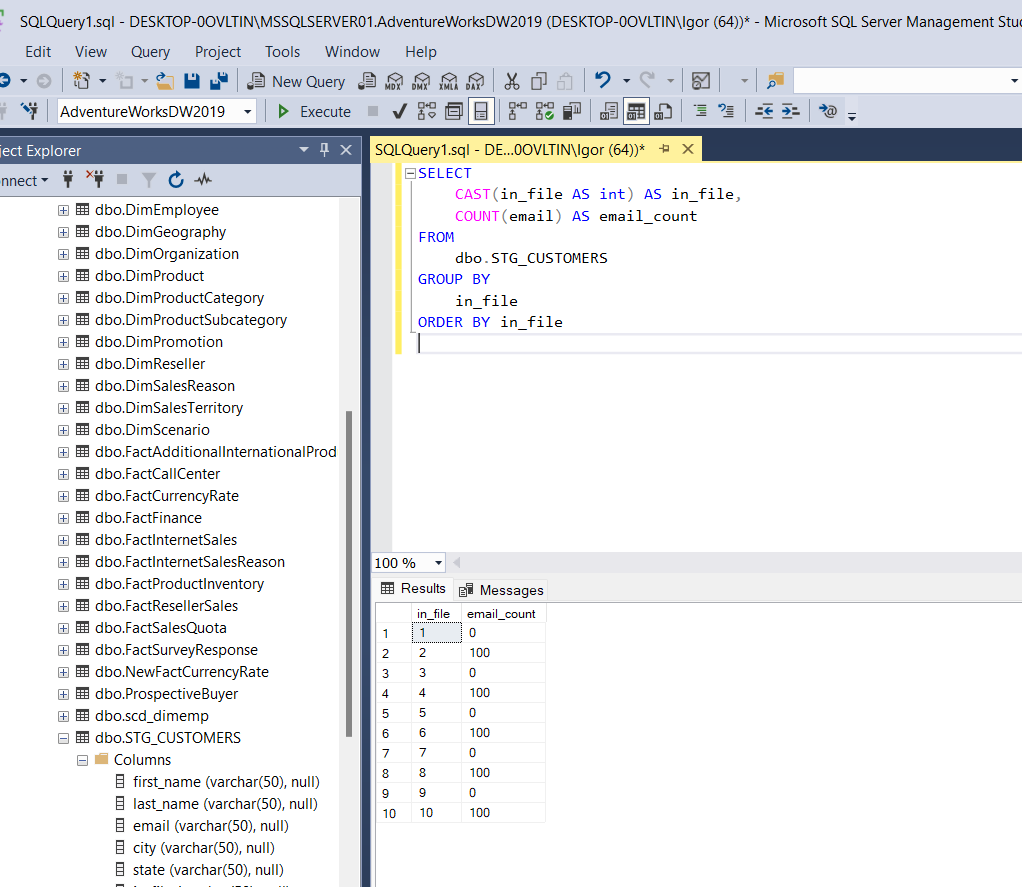 SQLQuery1.sql - DESKTOP-0OVLTIN\MSSQLSERVER01.AdventureWorksDW2019 (DESKTOP-0OVLTIN\Igor (64))* - Microsoft SQL Server Management Stu
Edit View Query Project Tools Window Help
New Query MDX DMX XMLA DAX
AdventureWorksDW2019 Execute
ject Explorer
nnect
dbo.DimEmployee
dbo.DimGeography
dbo.DimOrganization
dbo.DimProduct
dbo.DimProductCategory
dbo.DimProductSubcategory
dbo.DimPromotion
dbo.DimReseller
dbo.DimSalesReason
dbo.DimSalesTerritory
dbo.DimScenario
dbo.FactAdditionalInternationalProd
dbo.FactCallCenter
dbo.FactCurrencyRate
dbo.FactFinance
dbo.FactInternetSales
dbo.FactInternetSalesReason
dbo.FactProductInventory
dbo.FactResellerSales
dbo.FactSalesQuota
dbo.FactSurveyResponse
dbo.NewFactCurrencyRate
dbo.ProspectiveBuyer
dbo.scd_dimemp
dbo.STG_CUSTOMERS
Columns
first_name (varchar(50), null)
last_name (varchar(50), null)
email (varchar(50), null)
city (varchar(50), null)
state (varchar(50), null)
SQLQuery1.sql - DE...0OVLTIN\Igor (64))*
SELECT
CAST(in_file AS int) AS in_file,
COUNT(email) AS email_count
FROM
dbo.STG_CUSTOMERS
GROUP BY
in_file
ORDER BY in_file
100 %
Results Messages
in_file email_count
1 1 0
2 2 100
3 3 0
4 4 100
5 5 0
6 6 100
7 7 0
8 8 100
9 9 0
10 10 100